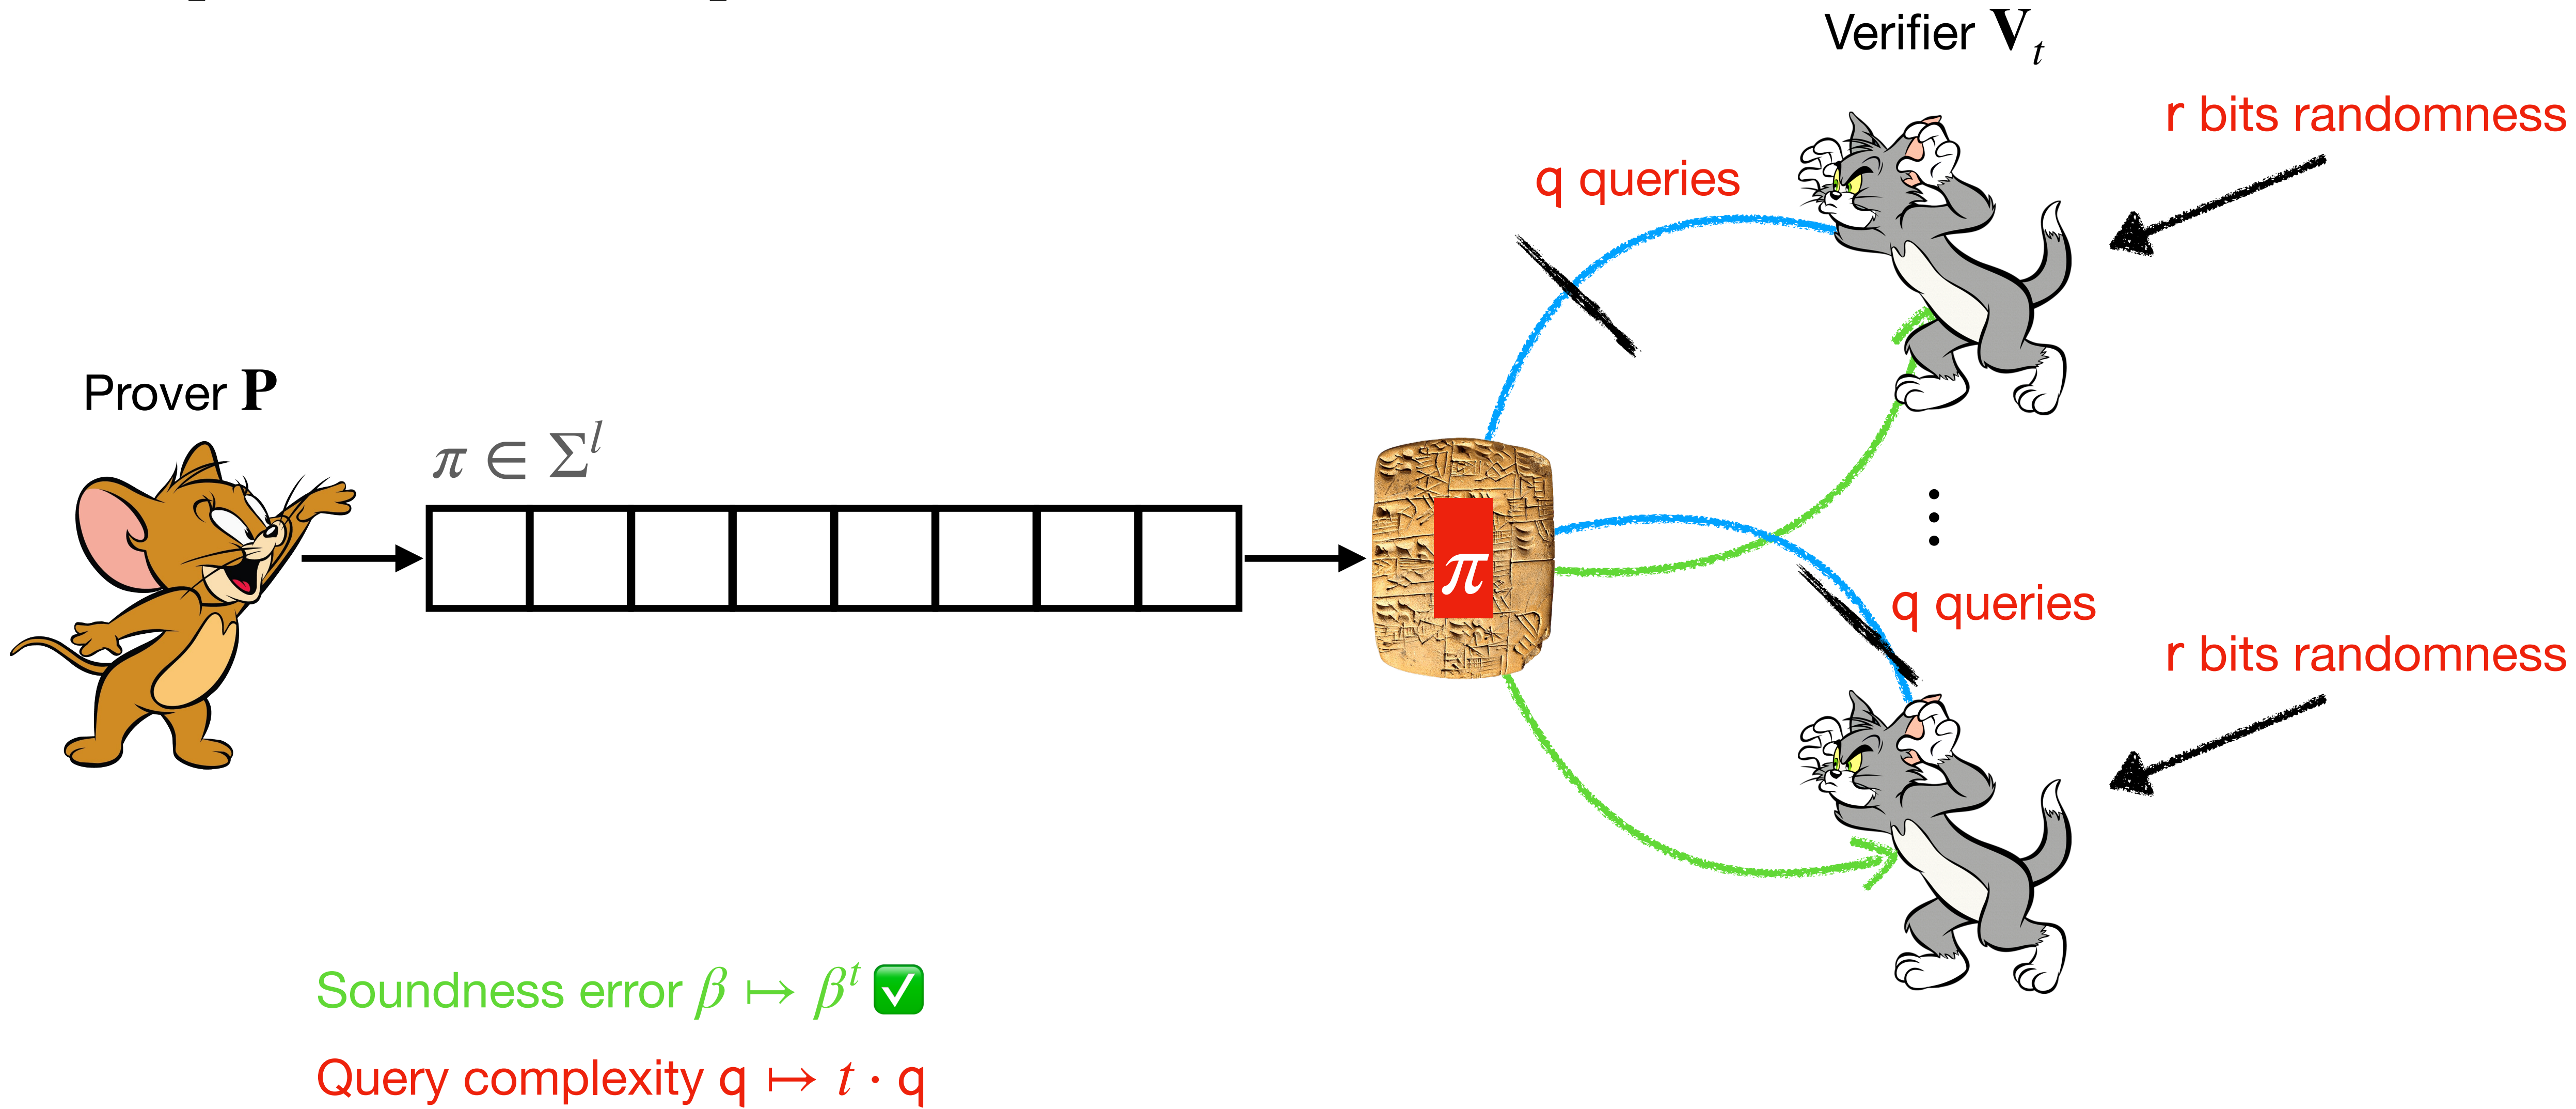 Verifier V_t
r bits randomness
q queries
Prover P
π ∈ Σ^l
π
⋮
q queries
r bits randomness
Soundness error β ↦ β^t ✅
Query complexity q ↦ t · q